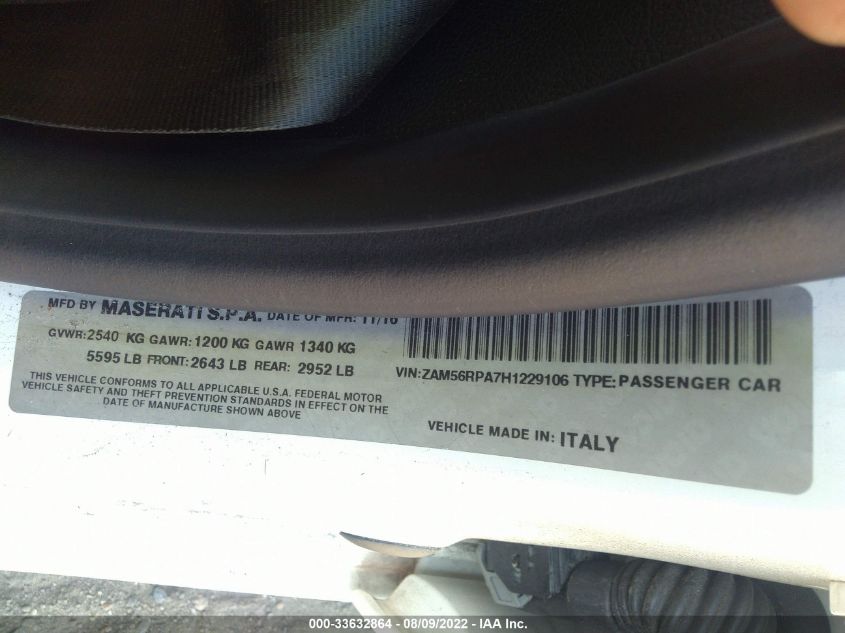 MFD BY MASERATI S.P.A. DATE OF MFR: 11/16
GVWR:2540 KG GAWR: 1200 KG GAWR 1340 KG
5595 LB FRONT: 2643 LB REAR: 2952 LB
THIS VEHICLE CONFORMS TO ALL APPLICABLE U.S.A. FEDERAL MOTOR
VEHICLE SAFETY AND THEFT PREVENTION STANDARDS IN EFFECT ON THE
DATE OF MANUFACTURE SHOWN ABOVE
VIN:ZAM56RPA7H1229106 TYPE:PASSENGER CAR
VEHICLE MADE IN: ITALY
000-33632864 - 08/09/2022 - IAA Inc.